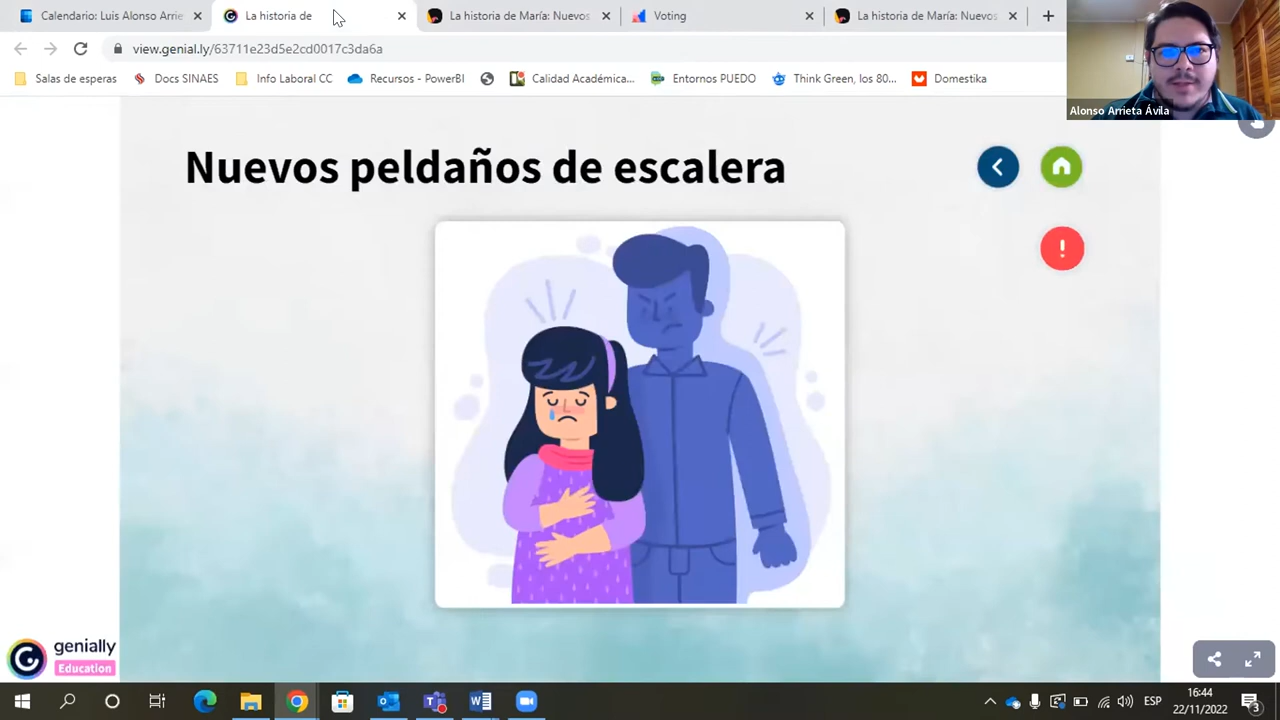 Calendario: Luis Alonso Arrie
La historia de
La historia de María: Nuevos
Voting
La historia de María: Nuevos
view.genial.ly/63711e23d5e2cd0017c3da6a
Salas de esperas
Docs SINAES
Info Laboral CC
Recursos - PowerBI
Calidad Académica...
Entornos PUEDO
Think Green, los 80...
Domestika
Alonso Arrieta Ávila
Nuevos peldaños de escalera
!
genially
Education
ESP
16:44
22/11/2022
3